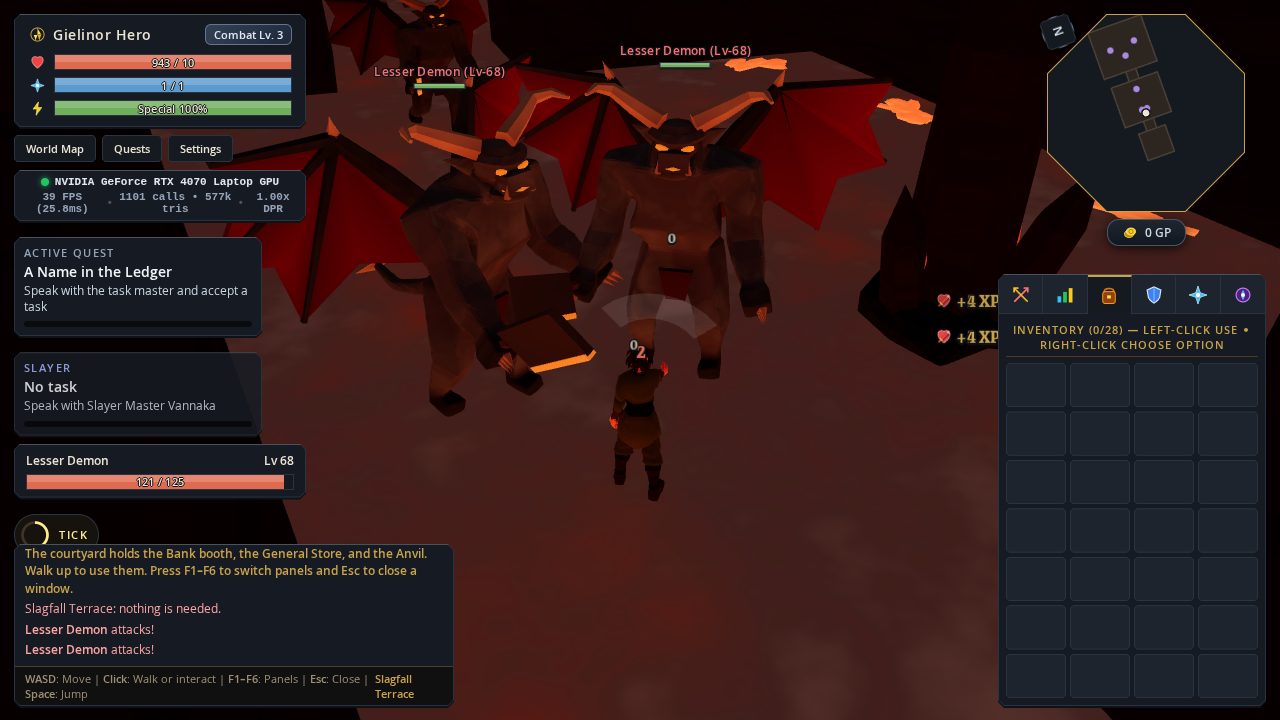 Gielinor Hero
Combat Lv. 3
943 / 10
1 / 1
Special 100%
World Map
Quests
Settings
NVIDIA GeForce RTX 4070 Laptop GPU
39 FPS (25.8ms) • 1101 calls • 577k tris • 1.00x DPR
ACTIVE QUEST
A Name in the Ledger
Speak with the task master and accept a
task
SLAYER
No task
Speak with Slayer Master Vannaka
Lesser Demon
Lv 68
121 / 125
TICK
The courtyard holds the Bank booth, the General Store, and the Anvil.
Walk up to use them. Press F1–F6 to switch panels and Esc to close a
window.
Slagfall Terrace: nothing is needed.
Lesser Demon attacks!
Lesser Demon attacks!
WASD: Move | Click: Walk or interact | F1–F6: Panels | Esc: Close |
Space: Jump
Slagfall
Terrace
Lesser Demon (Lv-68)
Lesser Demon (Lv-68)
0
0
2
+4 XP
+4 XP
N
0 GP
INVENTORY (0/28) — LEFT-CLICK USE •
RIGHT-CLICK CHOOSE OPTION